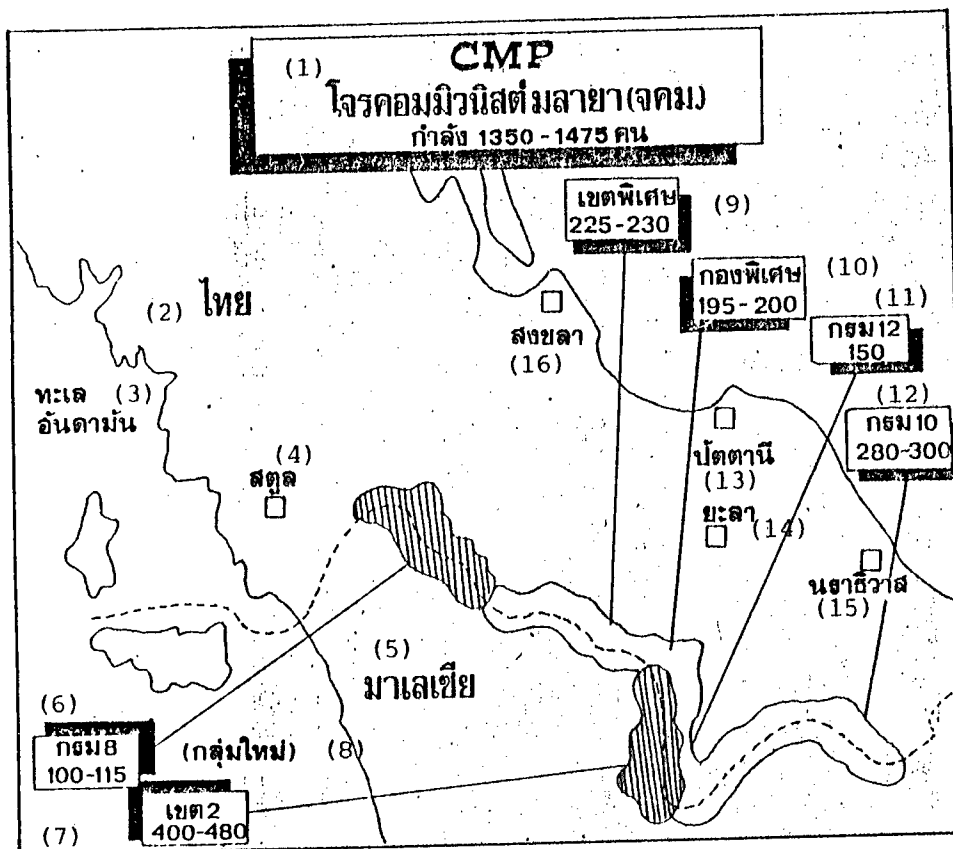 (1)
CMP
โจรคอมมิวนิสต์มลายา(จคม.)
กำลัง 1350-1475 คน
เขตพิเศษ
225-230
(9)
กองพิเศษ
195-200
(10)
(11)
กรม12
150
(12)
กรม10
280-300
(2) ไทย
สงขลา
(16)
ทะเล (3)
อันดามัน
(4)
สตูล
ปัตตานี
(13)
ยะลา
(14)
นราธิวาส
(15)
(5)
มาเลเซีย
(6)
กรม8
100-115
(กลุ่มใหม่) (8)
เขต2
400-480
(7)